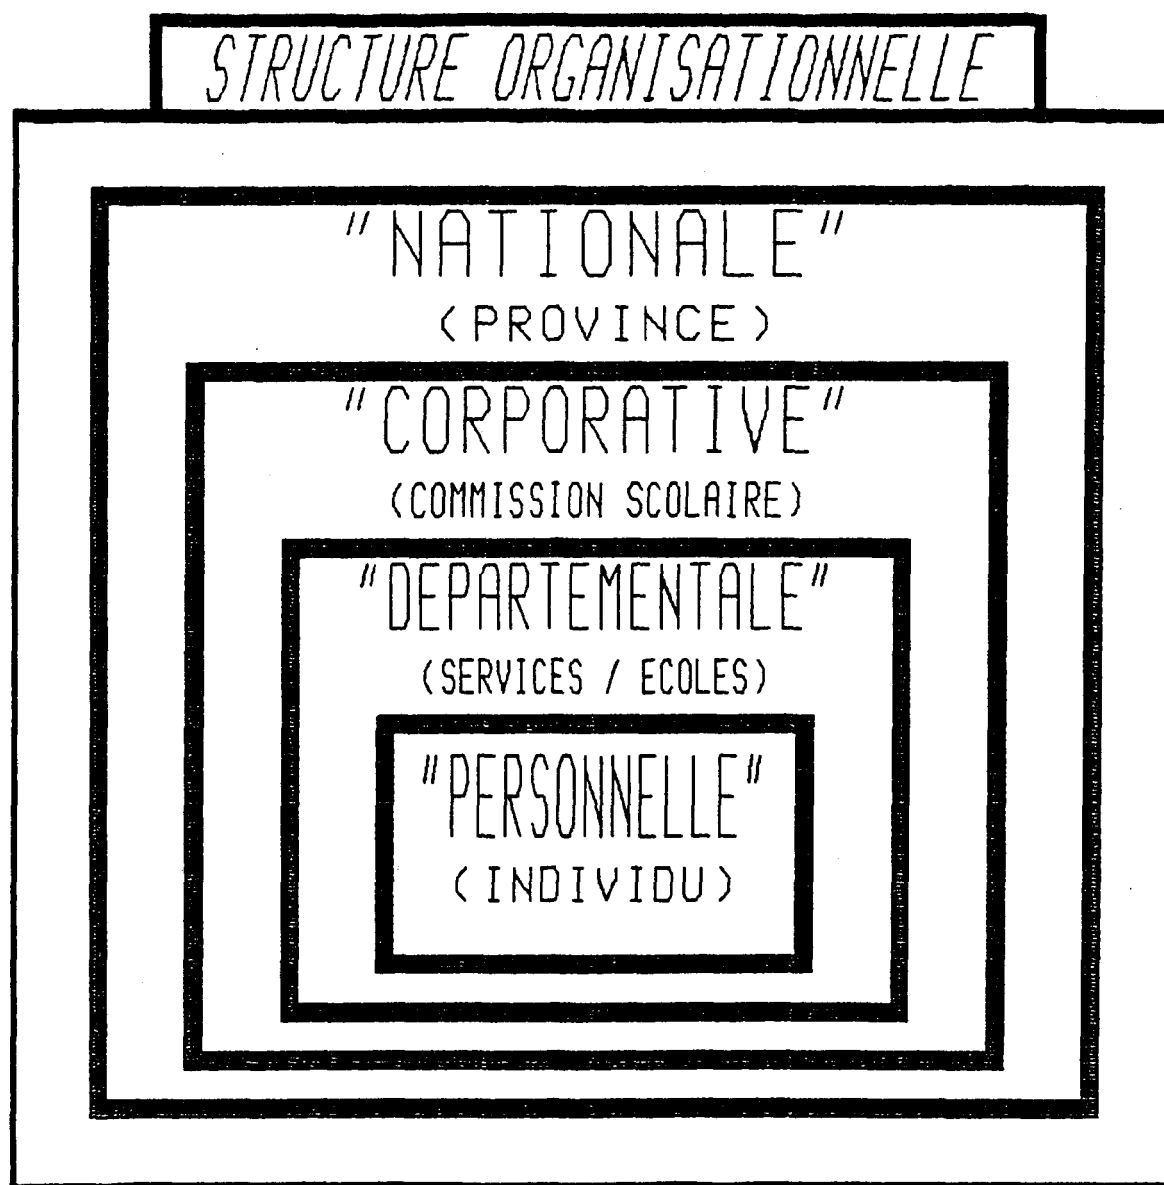 STRUCTURE ORGANISATIONNELLE
"NATIONALE"
(PROVINCE)
"CORPORATIVE"
(COMMISSION SCOLAIRE)
"DEPARTEMENTALE"
(SERVICES / ECOLES)
"PERSONNELLE"
(INDIVIDU)